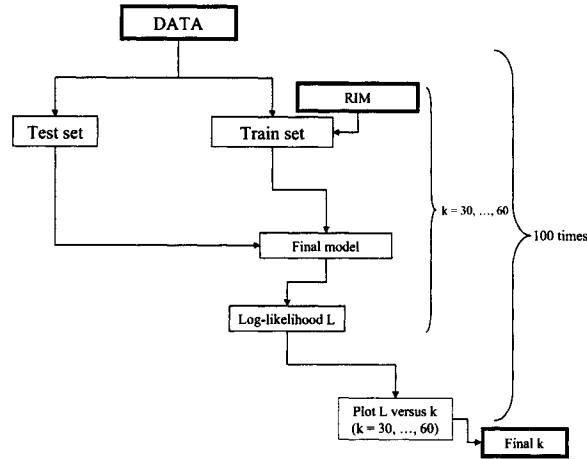 DATA
RIM
Test set
Train set
k = 30, ..., 60
100 times
Final model
Log-likelihood L
Plot L versus k
(k = 30, ..., 60)
Final k